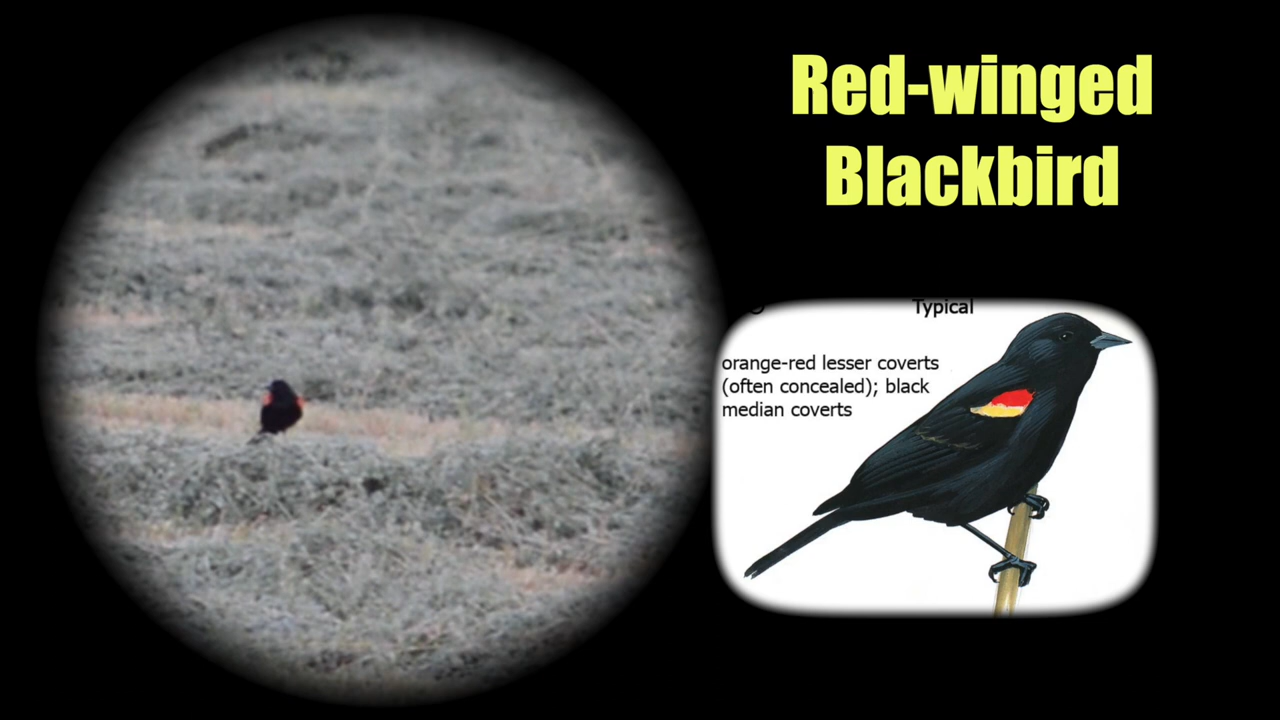 Red-winged
Blackbird
Typical
orange-red lesser coverts
(often concealed); black
median coverts